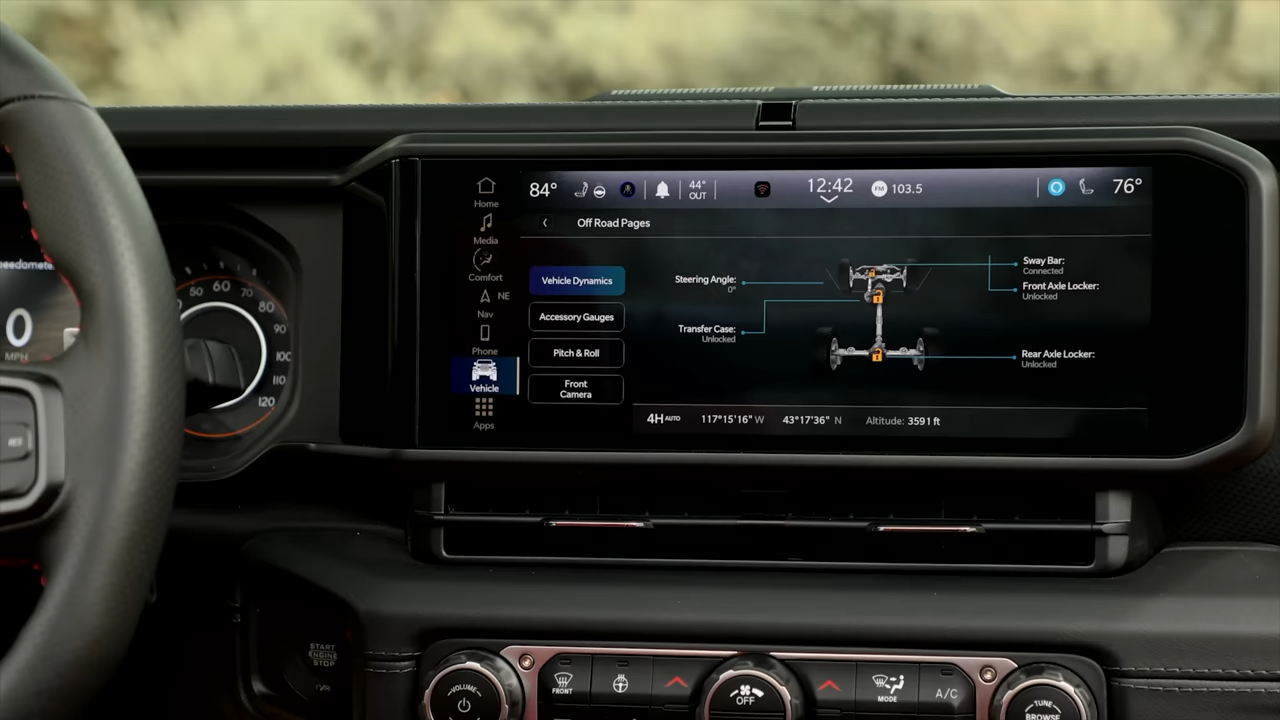 84°
44°
OUT
12:42
FM 103.5
76°
Home
Media
Comfort
NE
Nav
Phone
Vehicle
Apps
Off Road Pages
Vehicle Dynamics
Accessory Gauges
Pitch & Roll
Front
Camera
Steering Angle:
0°
Transfer Case:
Unlocked
Sway Bar:
Connected
Front Axle Locker:
Unlocked
Rear Axle Locker:
Unlocked
4H AUTO 117°15'16" W 43°17'36" N Altitude: 3591 ft
0
MPH
50
60
70
80
90
100
110
120
RES
START
ENGINE
STOP
VOLUME
FRONT
OFF
MODE
A/C
TUNE
BROWSE